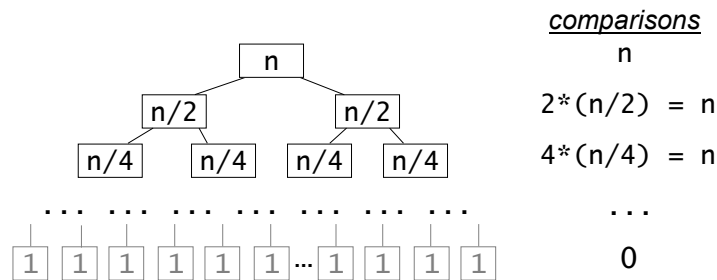 comparisons
n n
n/2 n/2 2*(n/2) = n
n/4 n/4 n/4 n/4 4*(n/4) = n
... ... ... ... ... ... ... ... ...
1 1 1 1 1 1 ... 1 1 1 1 0